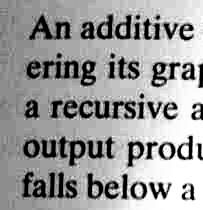 An additive
ering its grap
a recursive a
output produ
falls below a